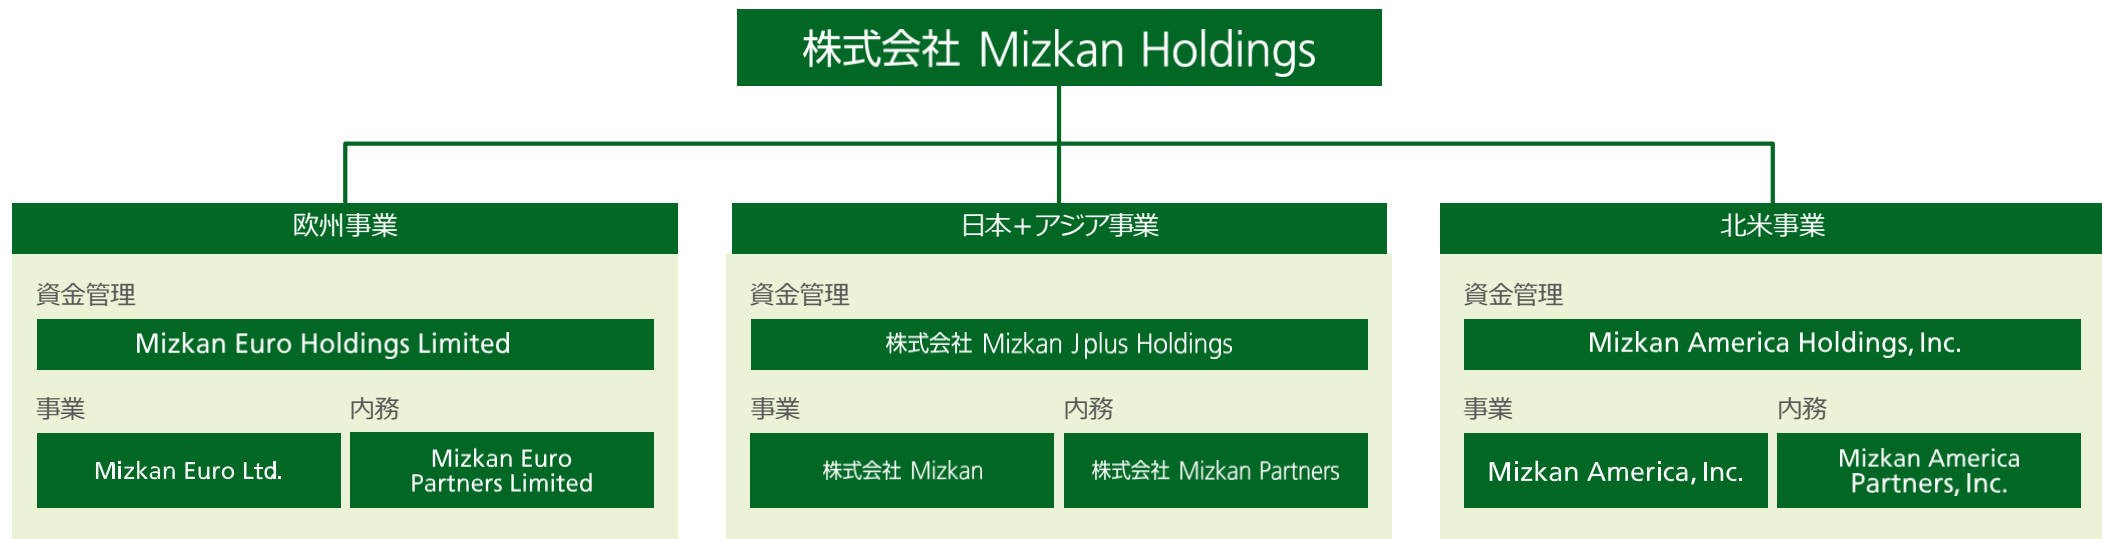 株式会社 Mizkan Holdings
欧州事業
資金管理
Mizkan Euro Holdings Limited
事業
内務
Mizkan Euro Ltd.
Mizkan Euro
Partners Limited
日本+アジア事業
資金管理
株式会社 Mizkan J plus Holdings
事業
内務
株式会社 Mizkan
株式会社 Mizkan Partners
北米事業
資金管理
Mizkan America Holdings, Inc.
事業
内務
Mizkan America, Inc.
Mizkan America
Partners, Inc.